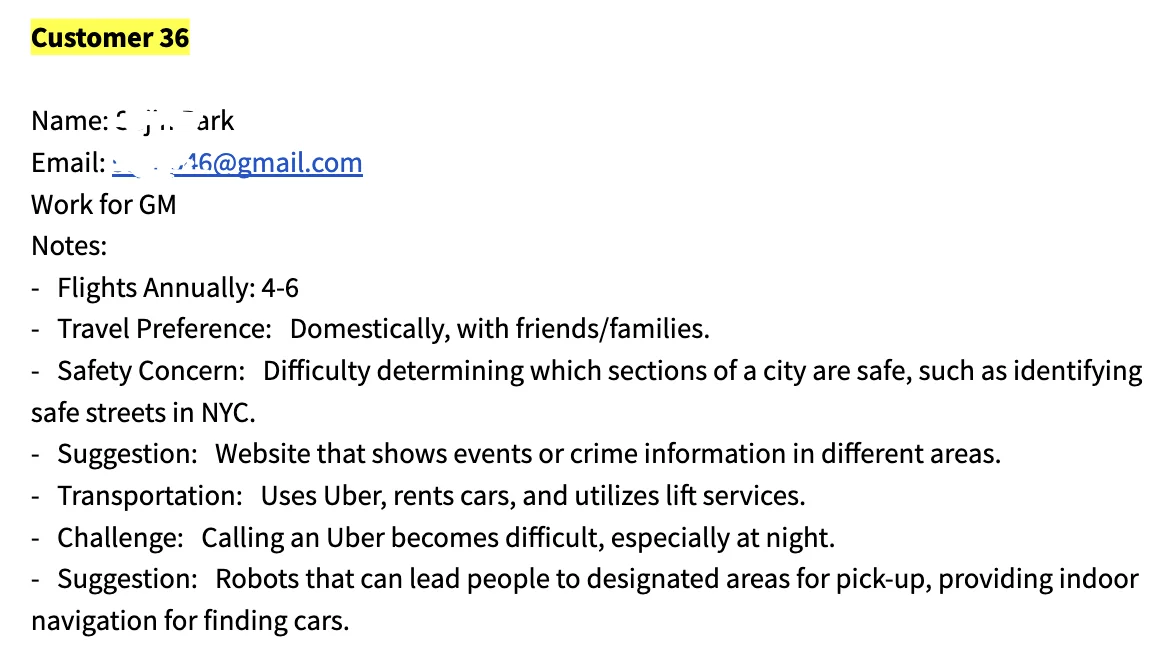 Customer 36
Name:
Email: 46@gmail.com
Work for GM
Notes:
- Flights Annually: 4-6
- Travel Preference: Domestically, with friends/families.
- Safety Concern: Difficulty determining which sections of a city are safe, such as identifying
safe streets in NYC.
- Suggestion: Website that shows events or crime information in different areas.
- Transportation: Uses Uber, rents cars, and utilizes lift services.
- Challenge: Calling an Uber becomes difficult, especially at night.
- Suggestion: Robots that can lead people to designated areas for pick-up, providing indoor
navigation for finding cars.